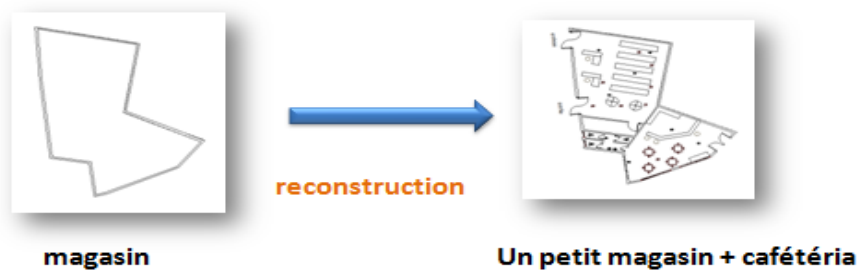 reconstruction
magasin
Un petit magasin + cafétéria